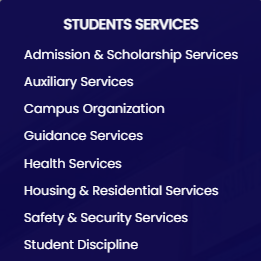 STUDENTS SERVICES
Admission & Scholarship Services
Auxiliary Services
Campus Organization
Guidance Services
Health Services
Housing & Residential Services
Safety & Security Services
Student Discipline